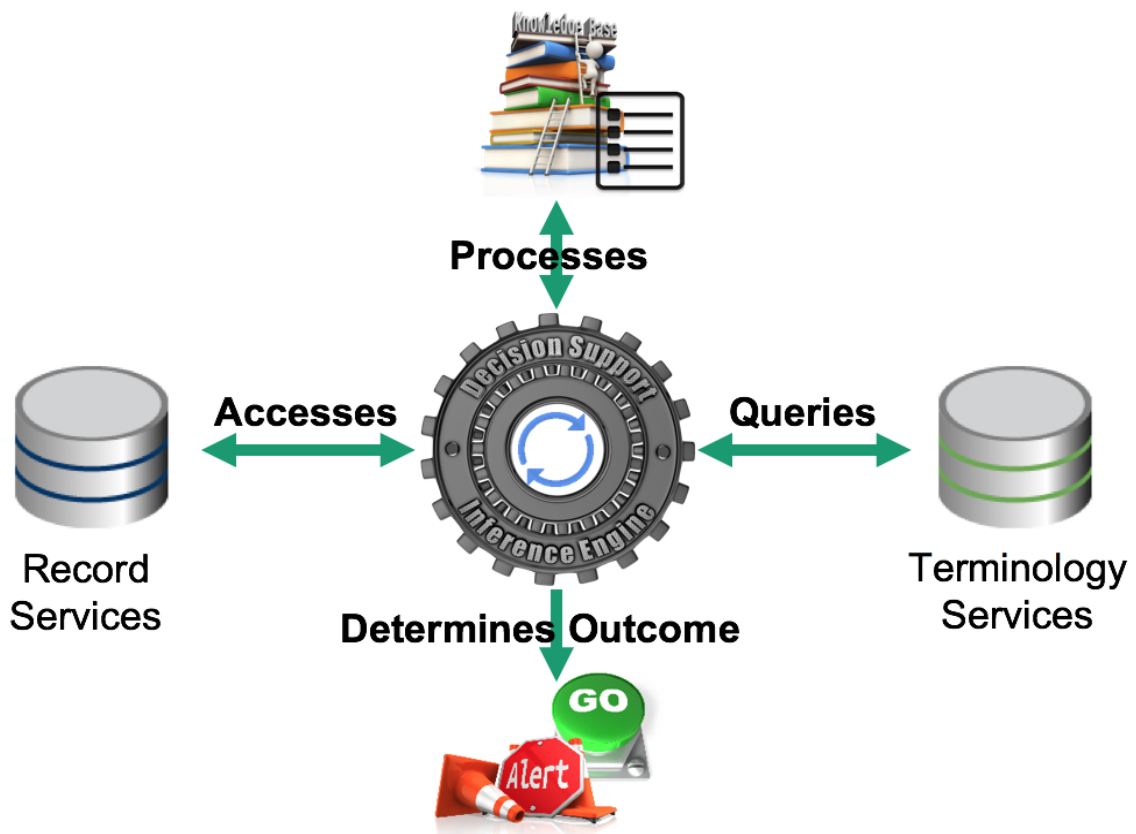 Knowledge Base
Processes
Decision Support
Accesses
Queries
Inference Engine
Record
Services
Terminology
Services
Determines Outcome
GO
Alert